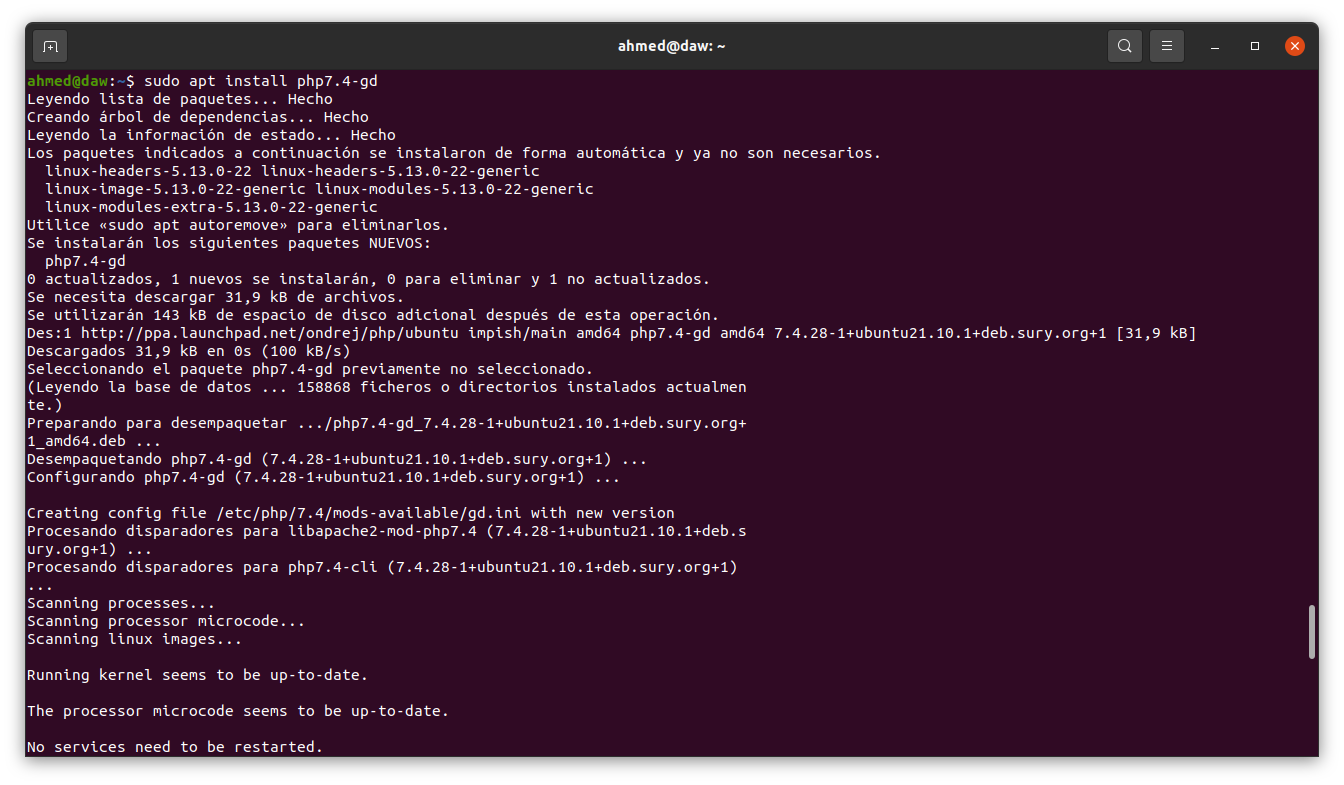 ahmed@daw: ~
ahmed@daw:~$ sudo apt install php7.4-gd
Leyendo lista de paquetes... Hecho
Creando árbol de dependencias... Hecho
Leyendo la información de estado... Hecho
Los paquetes indicados a continuación se instalaron de forma automática y ya no son necesarios.
  linux-headers-5.13.0-22 linux-headers-5.13.0-22-generic
  linux-image-5.13.0-22-generic linux-modules-5.13.0-22-generic
  linux-modules-extra-5.13.0-22-generic
Utilice «sudo apt autoremove» para eliminarlos.
Se instalarán los siguientes paquetes NUEVOS:
  php7.4-gd
0 actualizados, 1 nuevos se instalarán, 0 para eliminar y 1 no actualizados.
Se necesita descargar 31,9 kB de archivos.
Se utilizarán 143 kB de espacio de disco adicional después de esta operación.
Des:1 http://ppa.launchpad.net/ondrej/php/ubuntu impish/main amd64 php7.4-gd amd64 7.4.28-1+ubuntu21.10.1+deb.sury.org+1 [31,9 kB]
Descargados 31,9 kB en 0s (100 kB/s)
Seleccionando el paquete php7.4-gd previamente no seleccionado.
(Leyendo la base de datos ... 158868 ficheros o directorios instalados actualmen
te.)
Preparando para desempaquetar .../php7.4-gd_7.4.28-1+ubuntu21.10.1+deb.sury.org+
1_amd64.deb ...
Desempaquetando php7.4-gd (7.4.28-1+ubuntu21.10.1+deb.sury.org+1) ...
Configurando php7.4-gd (7.4.28-1+ubuntu21.10.1+deb.sury.org+1) ...

Creating config file /etc/php/7.4/mods-available/gd.ini with new version
Procesando disparadores para libapache2-mod-php7.4 (7.4.28-1+ubuntu21.10.1+deb.s
ury.org+1) ...
Procesando disparadores para php7.4-cli (7.4.28-1+ubuntu21.10.1+deb.sury.org+1)
...
Scanning processes...
Scanning processor microcode...
Scanning linux images...

Running kernel seems to be up-to-date.

The processor microcode seems to be up-to-date.

No services need to be restarted.